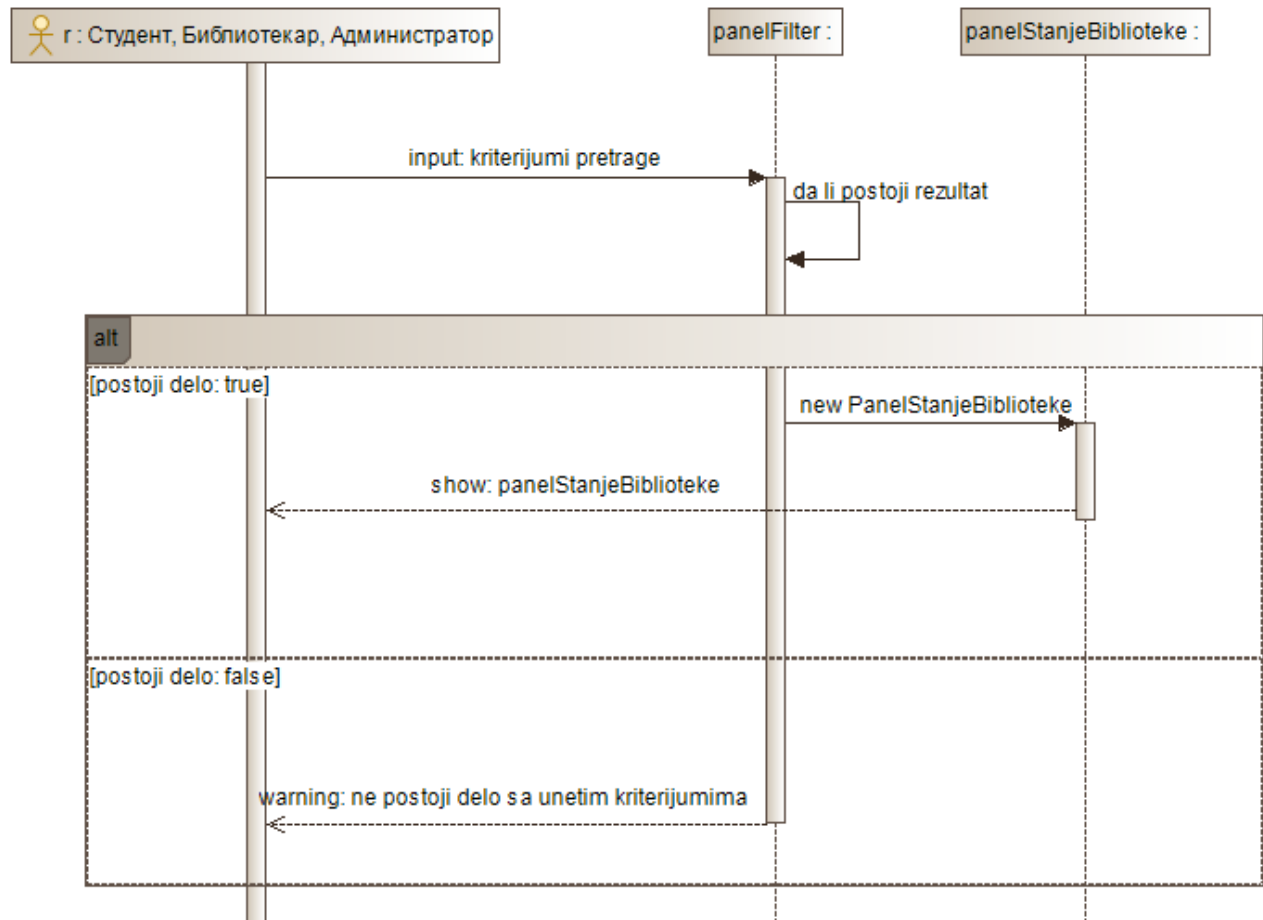 r : Студент, Библиотекар, Администратор
panelFilter :
panelStanjeBiblioteke :
input: kriterijumi pretrage
da li postoji rezultat
alt
[postoji delo: true]
new PanelStanjeBiblioteke
show: panelStanjeBiblioteke
[postoji delo: false]
warning: ne postoji delo sa unetim kriterijumima